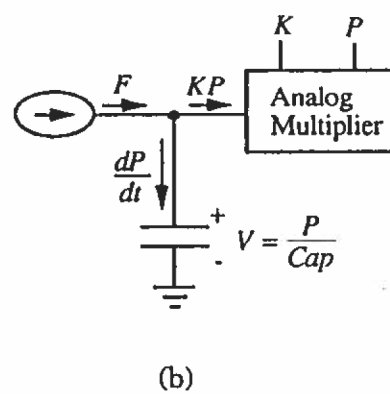 K P
F KP
Analog
Multiplier
dP
dt
+
V = P
Cap
-
(b)